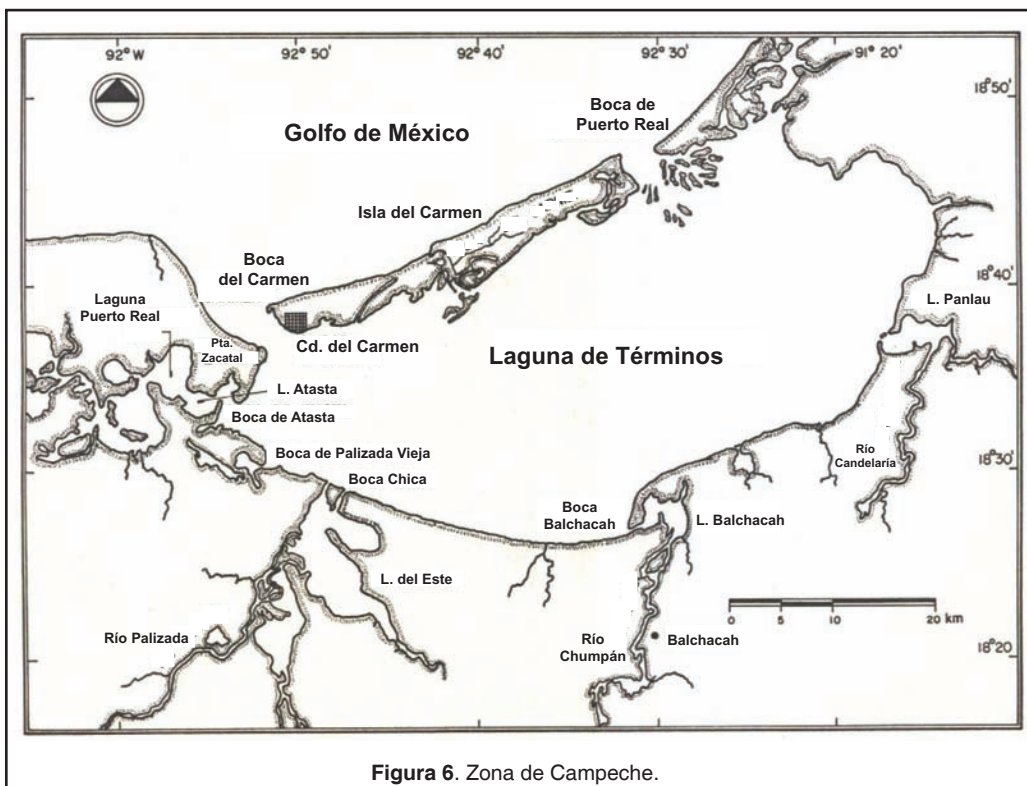 92° W
92° 50'
92° 40'
92° 30'
91° 20'
18° 50'
Boca de
Puerto Real
Golfo de México
Isla del Carmen
Boca
del Carmen
18° 40'
Laguna
Puerto Real
L. Panlau
Pta.
Zacatal
Cd. del Carmen
Laguna de Términos
L. Atasta
Boca de Atasta
Boca de Palizada Vieja
Río
Candelaría
18° 30'
Boca Chica
Boca
Balchacah
L. Balchacah
L. del Este
0 5 10 20 km
Río Palizada
Río
Chumpán
Balchacah
18° 20'
Figura 6. Zona de Campeche.